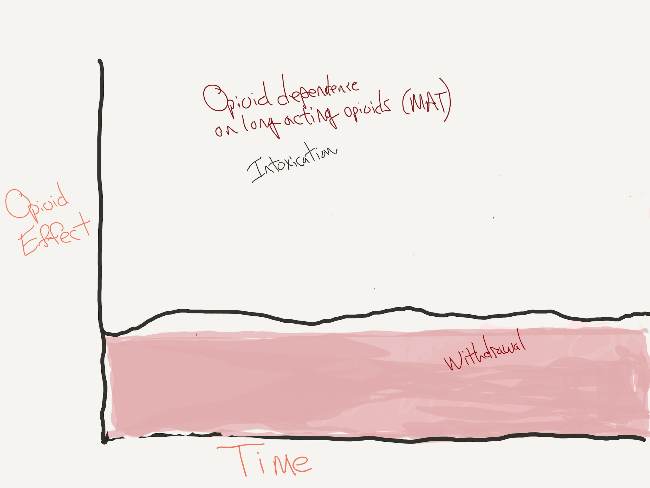 Opioid dependence
on long acting opioids (MAT)
Intoxication
Opioid
Effect
Withdrawal
Time